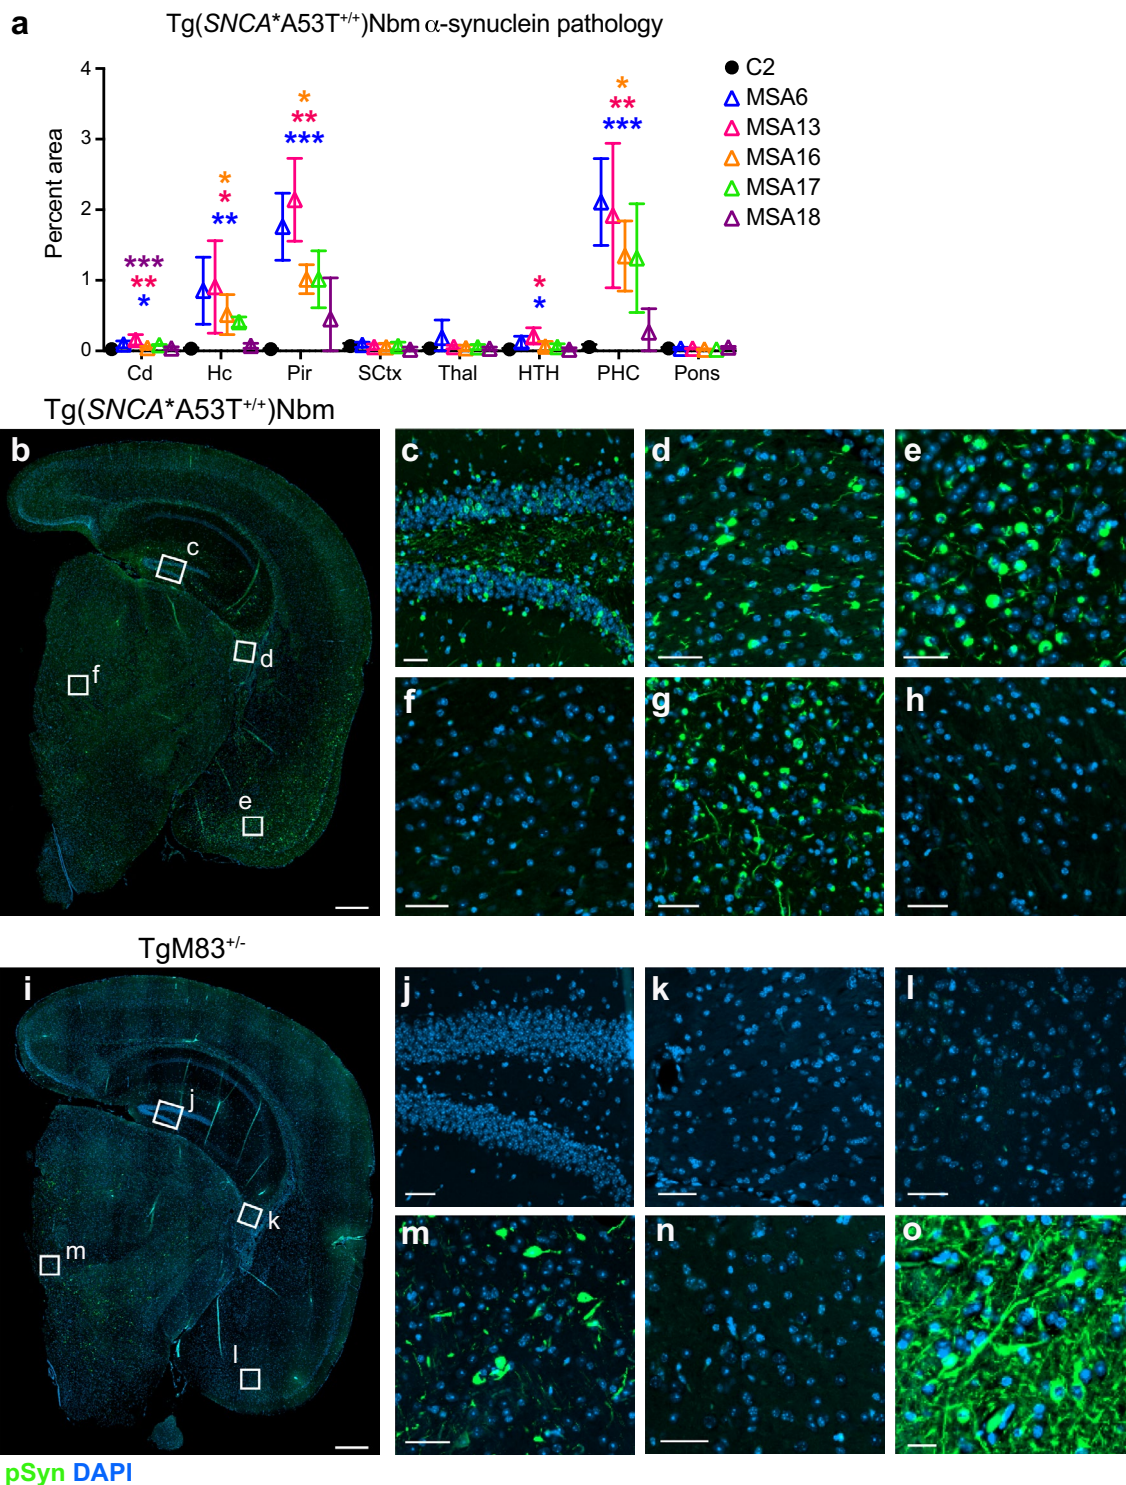 a
Tg(SNCA*A53T+/+)Nbm α-synuclein pathology
Percent area
4
3
2
1
0
* ** ***
* * **
* ** ***
* *
* ** ***
Cd Hc Pir SCtx Thal HTH PHC Pons
C2
MSA6
MSA13
MSA16
MSA17
MSA18
Tg(SNCA*A53T+/+)Nbm
b
c
d
f
e
c
d
e
f
g
h
TgM83+/-
i
j
k
m
l
j
k
l
m
n
o
pSyn DAPI